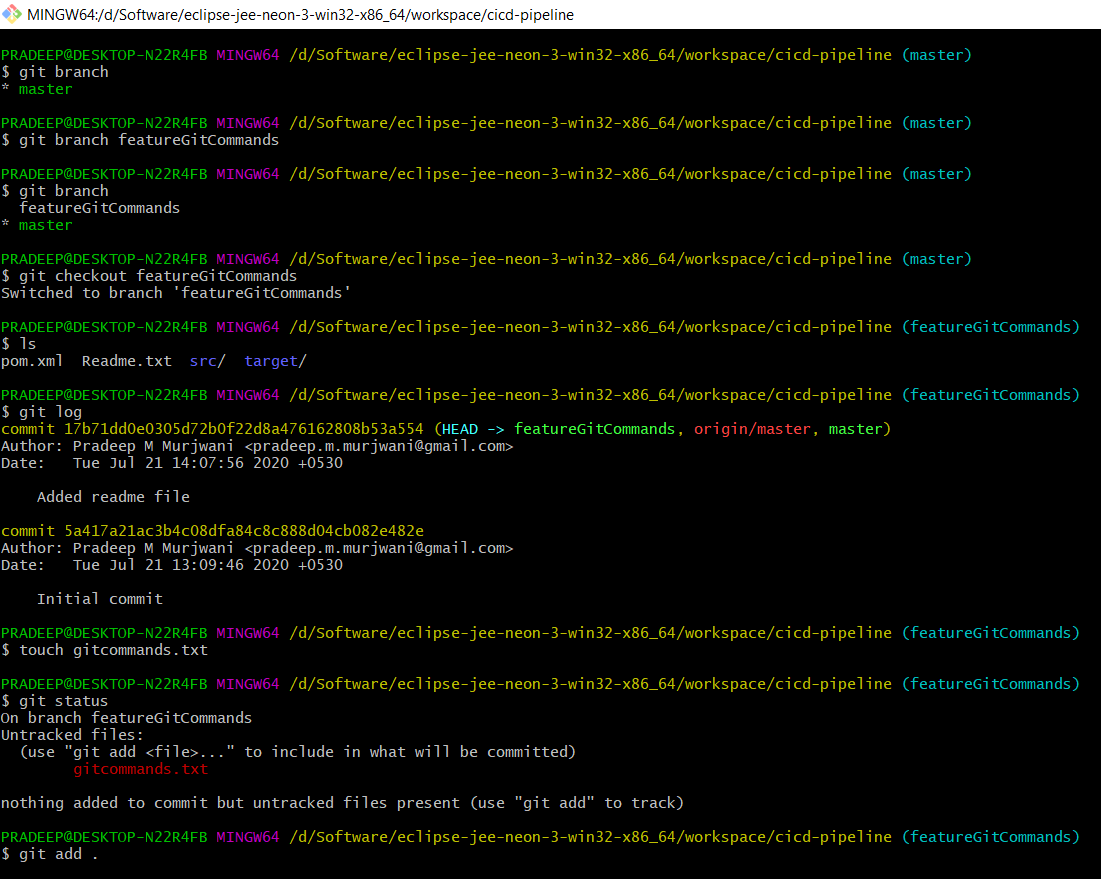 MINGW64:/d/Software/eclipse-jee-neon-3-win32-x86_64/workspace/cicd-pipeline
PRADEEP@DESKTOP-N22R4FB MINGW64 /d/Software/eclipse-jee-neon-3-win32-x86_64/workspace/cicd-pipeline (master)
$ git branch
* master
PRADEEP@DESKTOP-N22R4FB MINGW64 /d/Software/eclipse-jee-neon-3-win32-x86_64/workspace/cicd-pipeline (master)
$ git branch featureGitCommands
PRADEEP@DESKTOP-N22R4FB MINGW64 /d/Software/eclipse-jee-neon-3-win32-x86_64/workspace/cicd-pipeline (master)
$ git branch
  featureGitCommands
* master
PRADEEP@DESKTOP-N22R4FB MINGW64 /d/Software/eclipse-jee-neon-3-win32-x86_64/workspace/cicd-pipeline (master)
$ git checkout featureGitCommands
Switched to branch 'featureGitCommands'
PRADEEP@DESKTOP-N22R4FB MINGW64 /d/Software/eclipse-jee-neon-3-win32-x86_64/workspace/cicd-pipeline (featureGitCommands)
$ ls
pom.xml  Readme.txt  src/  target/
PRADEEP@DESKTOP-N22R4FB MINGW64 /d/Software/eclipse-jee-neon-3-win32-x86_64/workspace/cicd-pipeline (featureGitCommands)
$ git log
commit 17b71dd0e0305d72b0f22d8a476162808b53a554 (HEAD -> featureGitCommands, origin/master, master)
Author: Pradeep M Murjwani <pradeep.m.murjwani@gmail.com>
Date:   Tue Jul 21 14:07:56 2020 +0530
    Added readme file
commit 5a417a21ac3b4c08dfa84c8c888d04cb082e482e
Author: Pradeep M Murjwani <pradeep.m.murjwani@gmail.com>
Date:   Tue Jul 21 13:09:46 2020 +0530
    Initial commit
PRADEEP@DESKTOP-N22R4FB MINGW64 /d/Software/eclipse-jee-neon-3-win32-x86_64/workspace/cicd-pipeline (featureGitCommands)
$ touch gitcommands.txt
PRADEEP@DESKTOP-N22R4FB MINGW64 /d/Software/eclipse-jee-neon-3-win32-x86_64/workspace/cicd-pipeline (featureGitCommands)
$ git status
On branch featureGitCommands
Untracked files:
  (use "git add <file>..." to include in what will be committed)
        gitcommands.txt
nothing added to commit but untracked files present (use "git add" to track)
PRADEEP@DESKTOP-N22R4FB MINGW64 /d/Software/eclipse-jee-neon-3-win32-x86_64/workspace/cicd-pipeline (featureGitCommands)
$ git add .